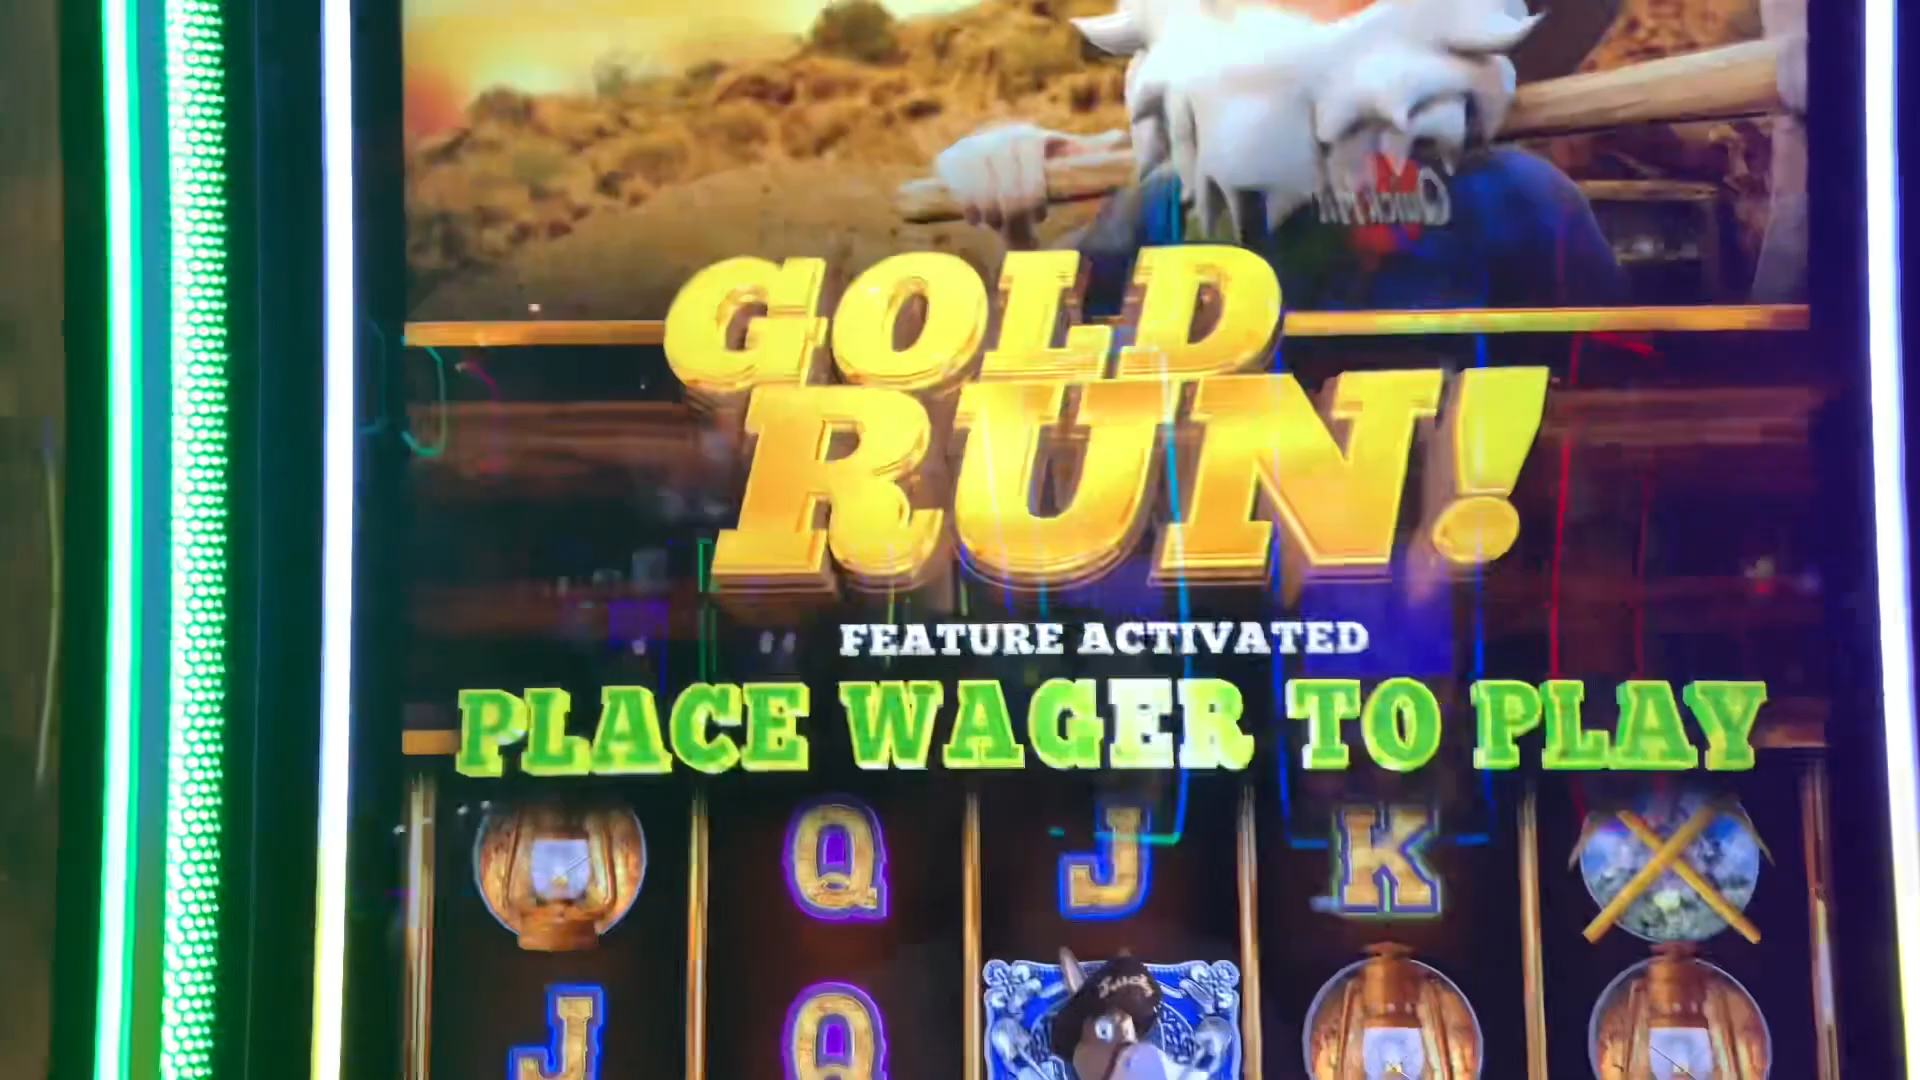 GOLD
RUN!
FEATURE ACTIVATED
PLACE WAGER TO PLAY
Q J K
J Q